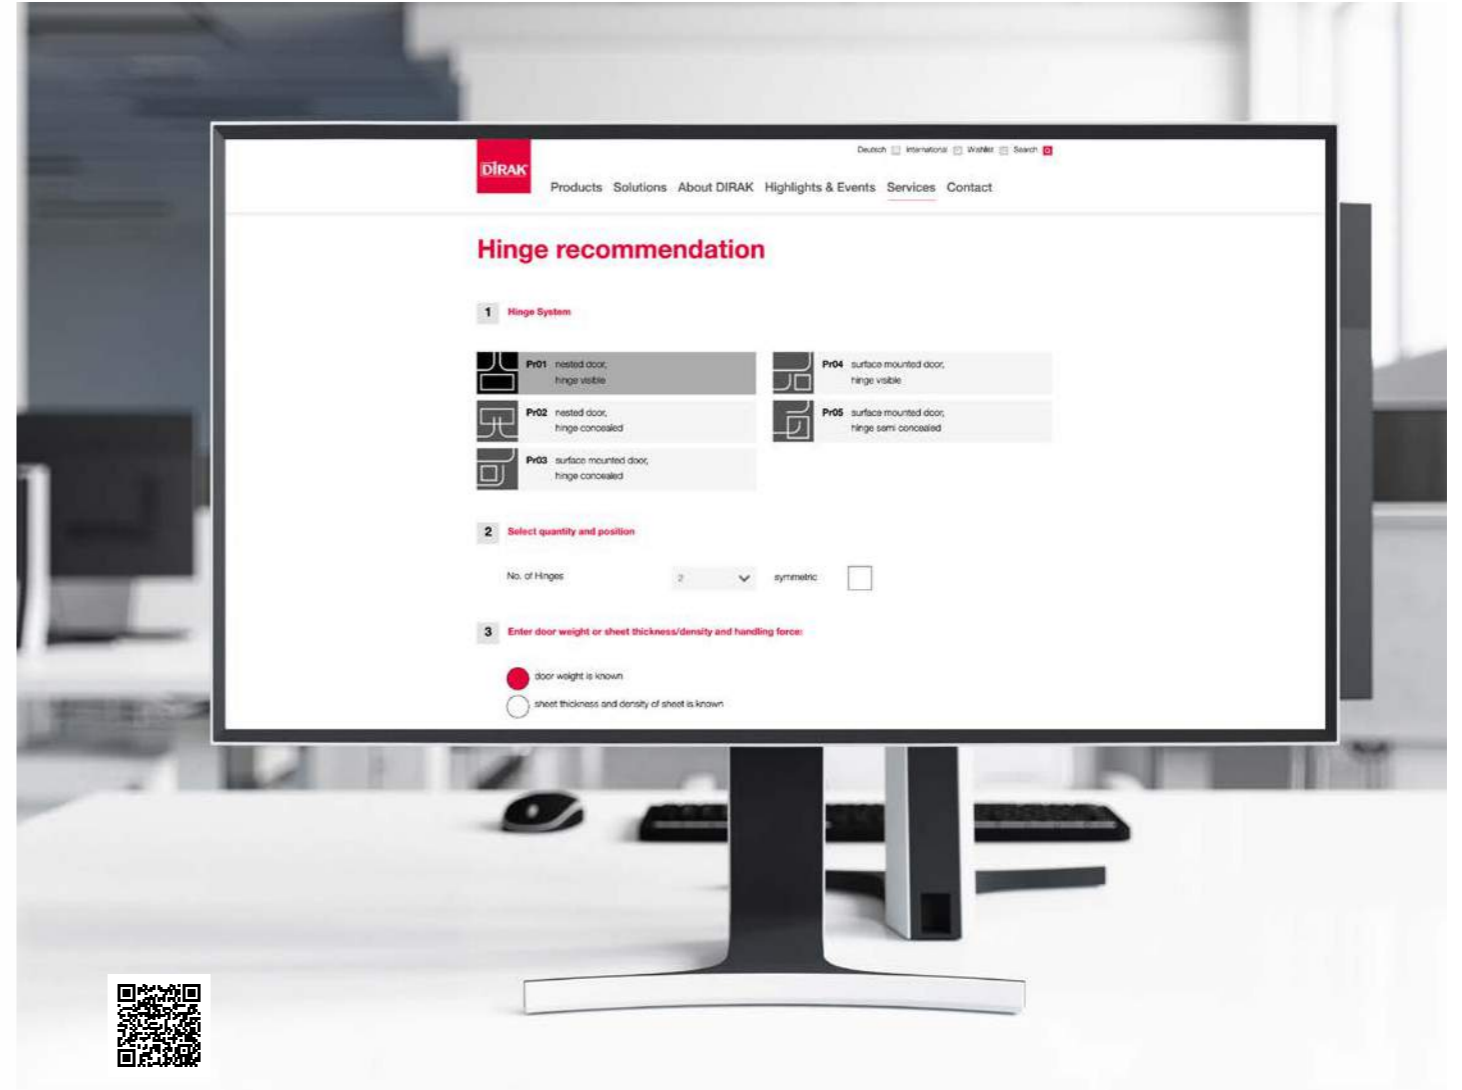 DIRAK
Deutsch International Wishlist Search
Products Solutions About DIRAK Highlights & Events Services Contact
Hinge recommendation
1 Hinge System
Pr01 nested door,
hinge visible
Pr04 surface mounted door,
hinge visible
Pr02 nested door,
hinge concealed
Pr05 surface mounted door,
hinge semi concealed
Pr03 surface mounted door,
hinge concealed
2 Select quantity and position
No. of Hinges 2 symmetric
3 Enter door weight or sheet thickness/density and handling force:
door weight is known
sheet thickness and density of sheet is known